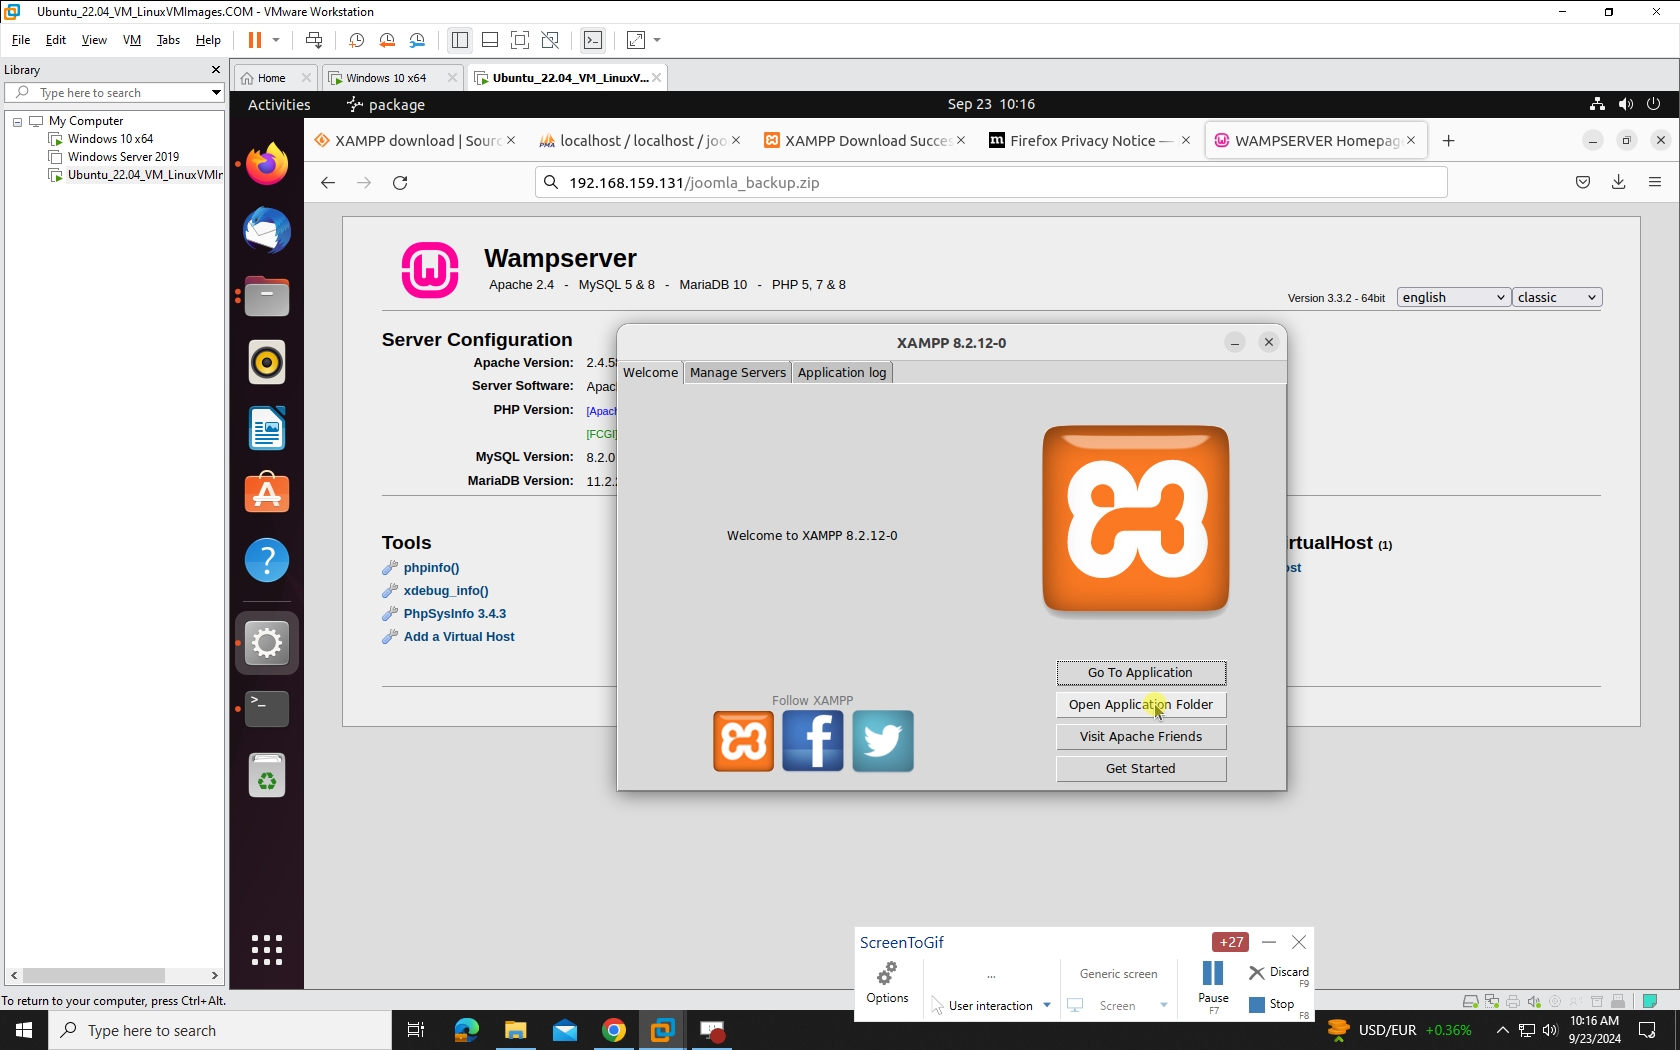 Ubuntu_22.04_VM_LinuxVMImages.COM - VMware Workstation
File Edit View VM Tabs Help
Library
Type here to search
My Computer
Windows 10 x64
Windows Server 2019
Ubuntu_22.04_VM_LinuxVMIr
Home
Windows 10 x64
Ubuntu_22.04_VM_LinuxV...
Activities
package
Sep 23 10:16
XAMPP download | Sourc
localhost / localhost / joo
XAMPP Download Succes
Firefox Privacy Notice —
WAMPSERVER Homepag
192.168.159.131/joomla_backup.zip
Wampserver
Apache 2.4 - MySQL 5 & 8 - MariaDB 10 - PHP 5, 7 & 8
Version 3.3.2 - 64bit
english
classic
Server Configuration
Apache Version: 2.4.5
Server Software: Apac
PHP Version: [Apach
[FCGI]
MySQL Version: 8.2.0
MariaDB Version: 11.2.
Tools
phpinfo()
xdebug_info()
PhpSysInfo 3.4.3
Add a Virtual Host
irtualHost (1)
ost
XAMPP 8.2.12-0
Welcome
Manage Servers
Application log
Welcome to XAMPP 8.2.12-0
Go To Application
Open Application Folder
Visit Apache Friends
Get Started
Follow XAMPP
ScreenToGif
+27
Options
...
User interaction
Generic screen
Screen
Pause
F7
Discard
F9
Stop
F8
To return to your computer, press Ctrl+Alt.
Type here to search
USD/EUR +0.36%
10:16 AM
9/23/2024